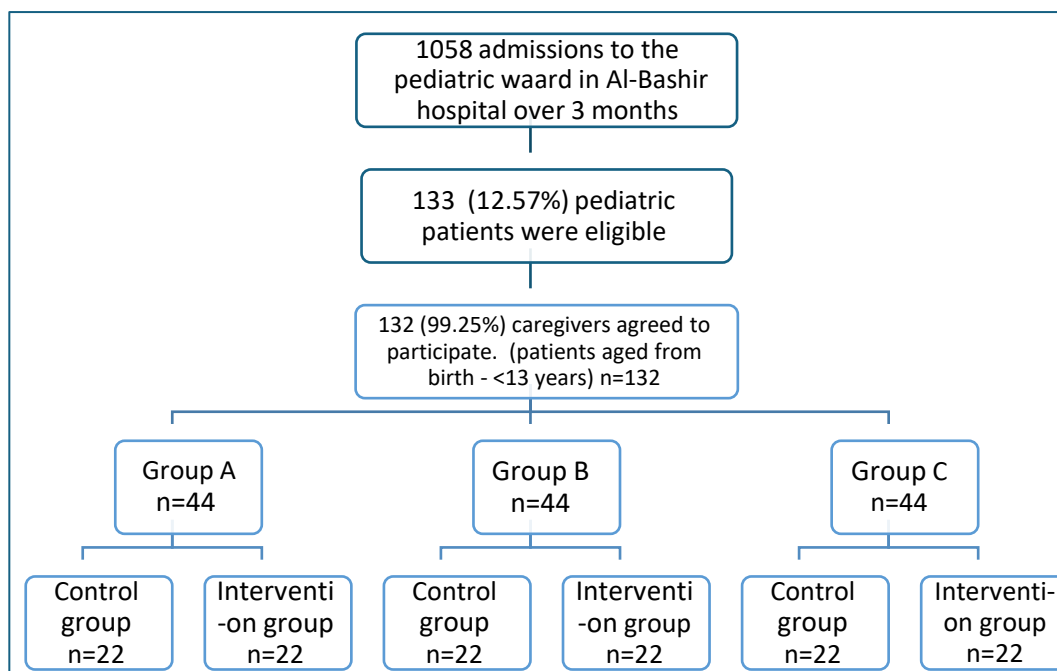 1058 admissions to the
pediatric waard in Al-Bashir
hospital over 3 months
133 (12.57%) pediatric
patients were eligible
132 (99.25%) caregivers agreed to
participate. (patients aged from
birth - <13 years) n=132
Group A
n=44
Group B
n=44
Group C
n=44
Control
group
n=22
Interventi
-on group
n=22
Control
group
n=22
Interventi
-on group
n=22
Control
group
n=22
Interventi-
on group
n=22